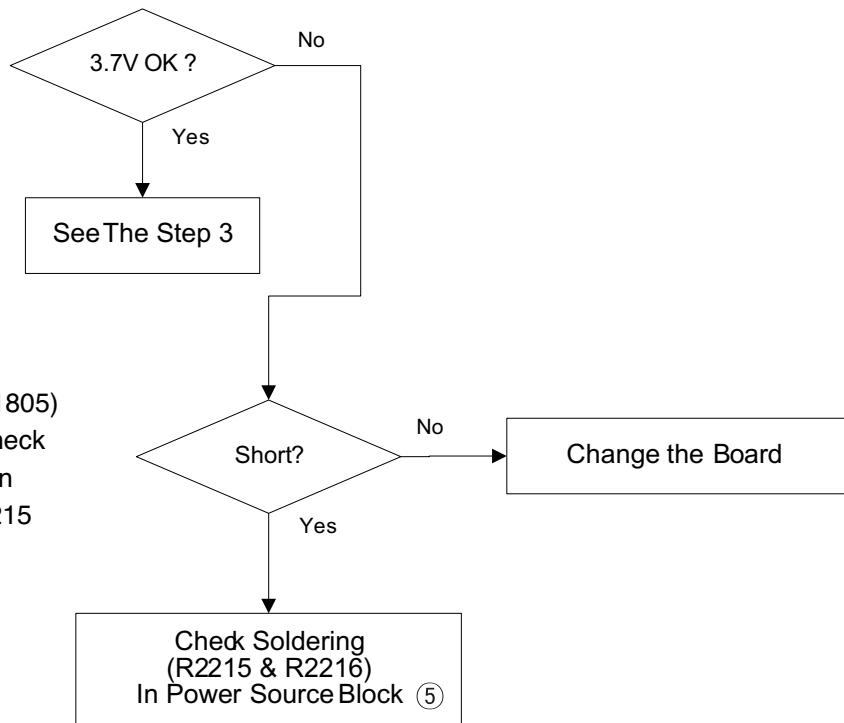 3.7V OK ?
No
Yes
See The Step 3
1805)
neck
n
215
Short?
No
Change the Board
Yes
Check Soldering
(R2215 & R2216)
In Power Source Block ⑤